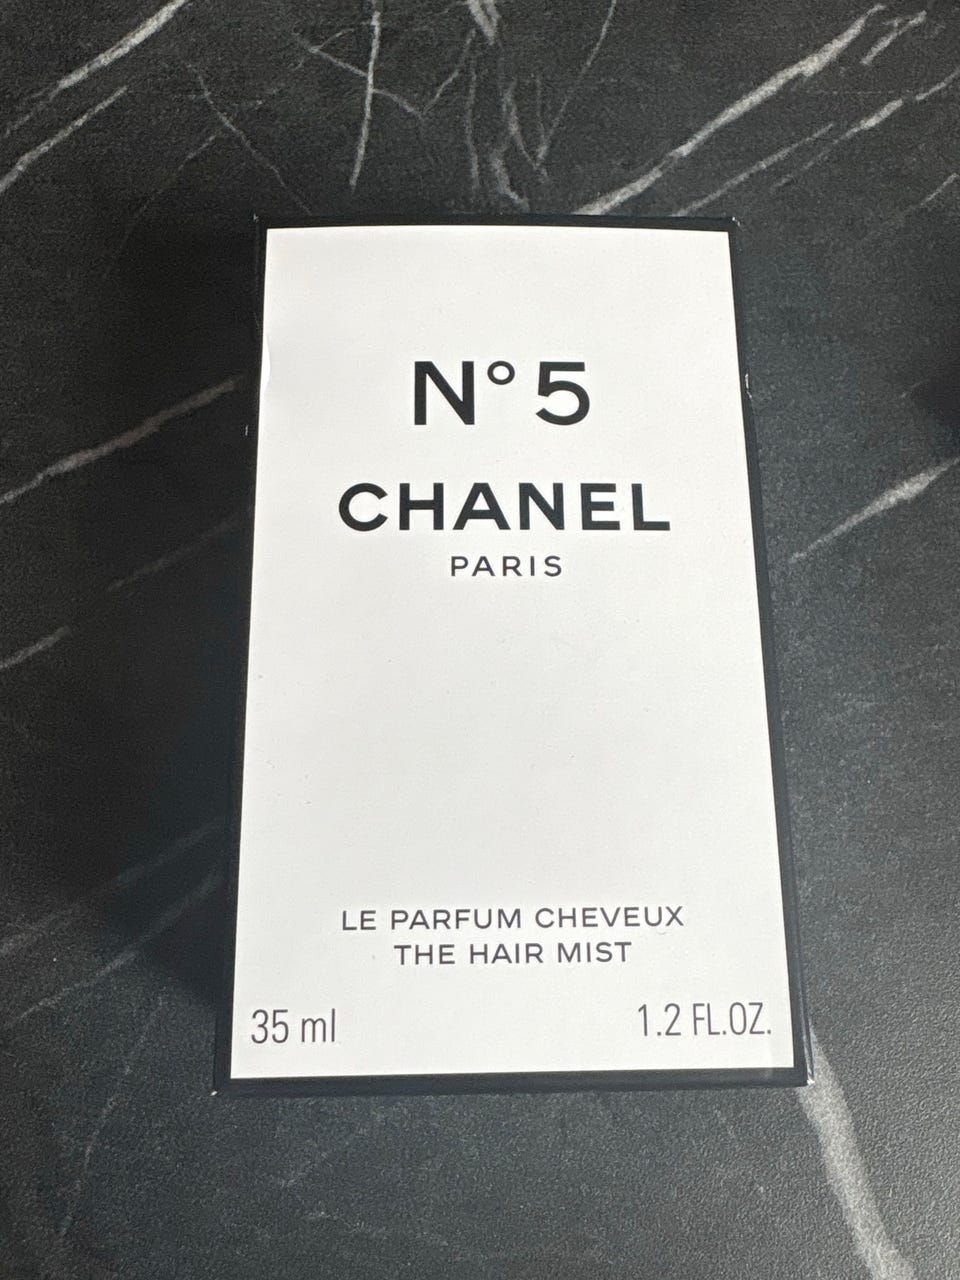 N° 5
CHANEL
PARIS
LE PARFUM CHEVEUX
THE HAIR MIST
35 ml 1.2 FL.OZ.